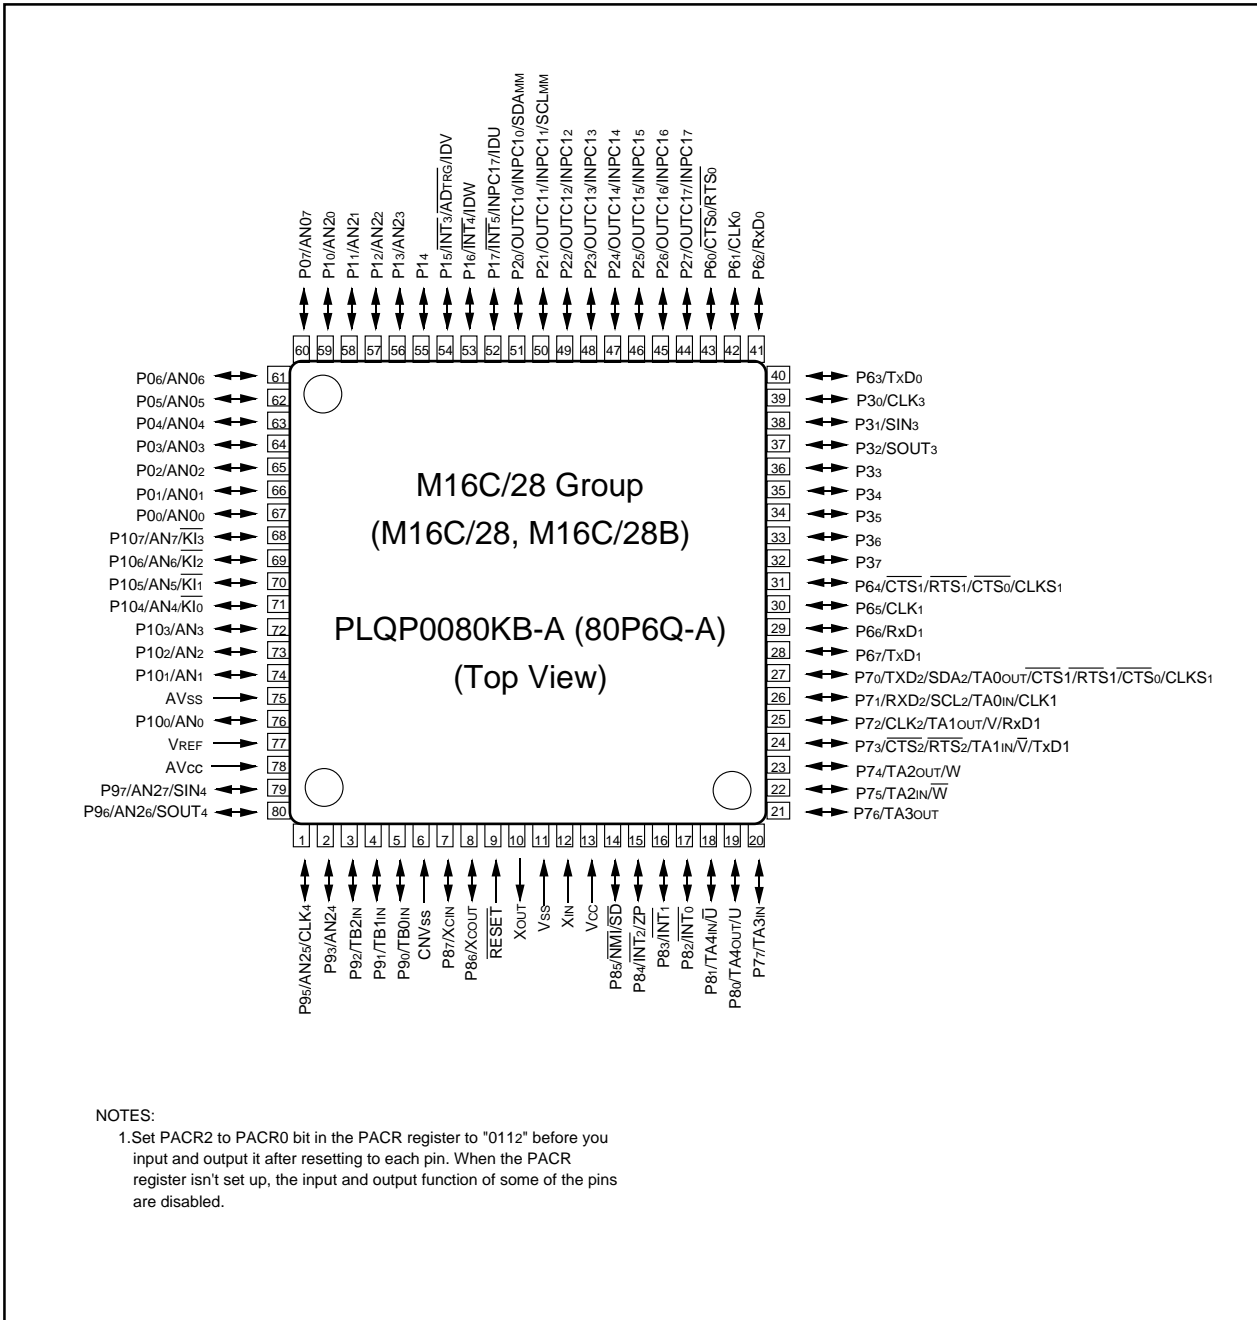 P07/AN07
P10/AN20
P11/AN21
P12/AN22
P13/AN23
P14
P15/INT3/ADTRG/IDV
P16/INT4/IDW
P17/INT5/INPC17/IDU
P20/OUTC10/INPC10/SDAMM
P21/OUTC11/INPC11/SCLMM
P22/OUTC12/INPC12
P23/OUTC13/INPC13
P24/OUTC14/INPC14
P25/OUTC15/INPC15
P26/OUTC16/INPC16
P27/OUTC17/INPC17
P60/CTS0/RTS0
P61/CLK0
P62/RxD0
60 59 58 57 56 55 54 53 52 51 50 49 48 47 46 45 44 43 42 41
P06/AN06 61
P05/AN05 62
P04/AN04 63
P03/AN03 64
P02/AN02 65
P01/AN01 66
P00/AN00 67
P107/AN7/KI3 68
P106/AN6/KI2 69
P105/AN5/KI1 70
P104/AN4/KI0 71
P103/AN3 72
P102/AN2 73
P101/AN1 74
AVSS 75
P100/AN0 76
VREF 77
AVCC 78
P97/AN27/SIN4 79
P96/AN26/SOUT4 80
M16C/28 Group
(M16C/28, M16C/28B)
PLQP0080KB-A (80P6Q-A)
(Top View)
40 P63/TxD0
39 P30/CLK3
38 P31/SIN3
37 P32/SOUT3
36 P33
35 P34
34 P35
33 P36
32 P37
31 P64/CTS1/RTS1/CTS0/CLKS1
30 P65/CLK1
29 P66/RxD1
28 P67/TxD1
27 P70/TXD2/SDA2/TA0OUT/CTS1/RTS1/CTS0/CLKS1
26 P71/RXD2/SCL2/TA0IN/CLK1
25 P72/CLK2/TA1OUT/V/RxD1
24 P73/CTS2/RTS2/TA1IN/V/TxD1
23 P74/TA2OUT/W
22 P75/TA2IN/W
21 P76/TA3OUT
1 2 3 4 5 6 7 8 9 10 11 12 13 14 15 16 17 18 19 20
P95/AN25/CLK4
P93/AN24
P92/TB2IN
P91/TB1IN
P90/TB0IN
CNVss
P87/XCIN
P86/XCOUT
RESET
XOUT
VSS
XIN
VCC
P85/NMI/SD
P84/INT2/ZP
P83/INT1
P82/INT0
P81/TA4IN/U
P80/TA4OUT/U
P77/TA3IN
NOTES:
1.Set PACR2 to PACR0 bit in the PACR register to "0112" before you
input and output it after resetting to each pin. When the PACR
register isn't set up, the input and output function of some of the pins
are disabled.